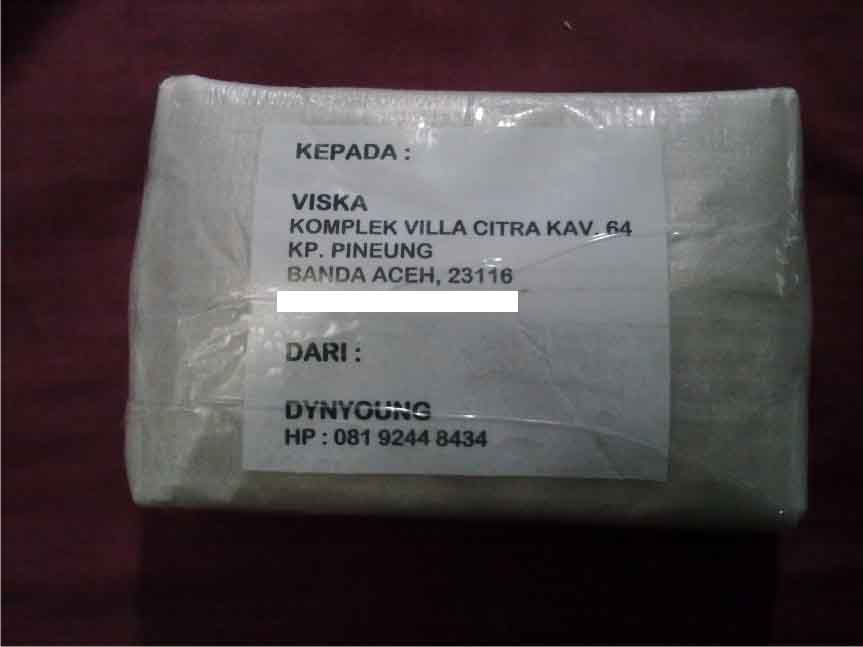 KEPADA :
VISKA
KOMPLEK VILLA CITRA KAV. 64
KP. PINEUNG
BANDA ACEH, 23116
DARI :
DYNYOUNG
HP : 081 9244 8434